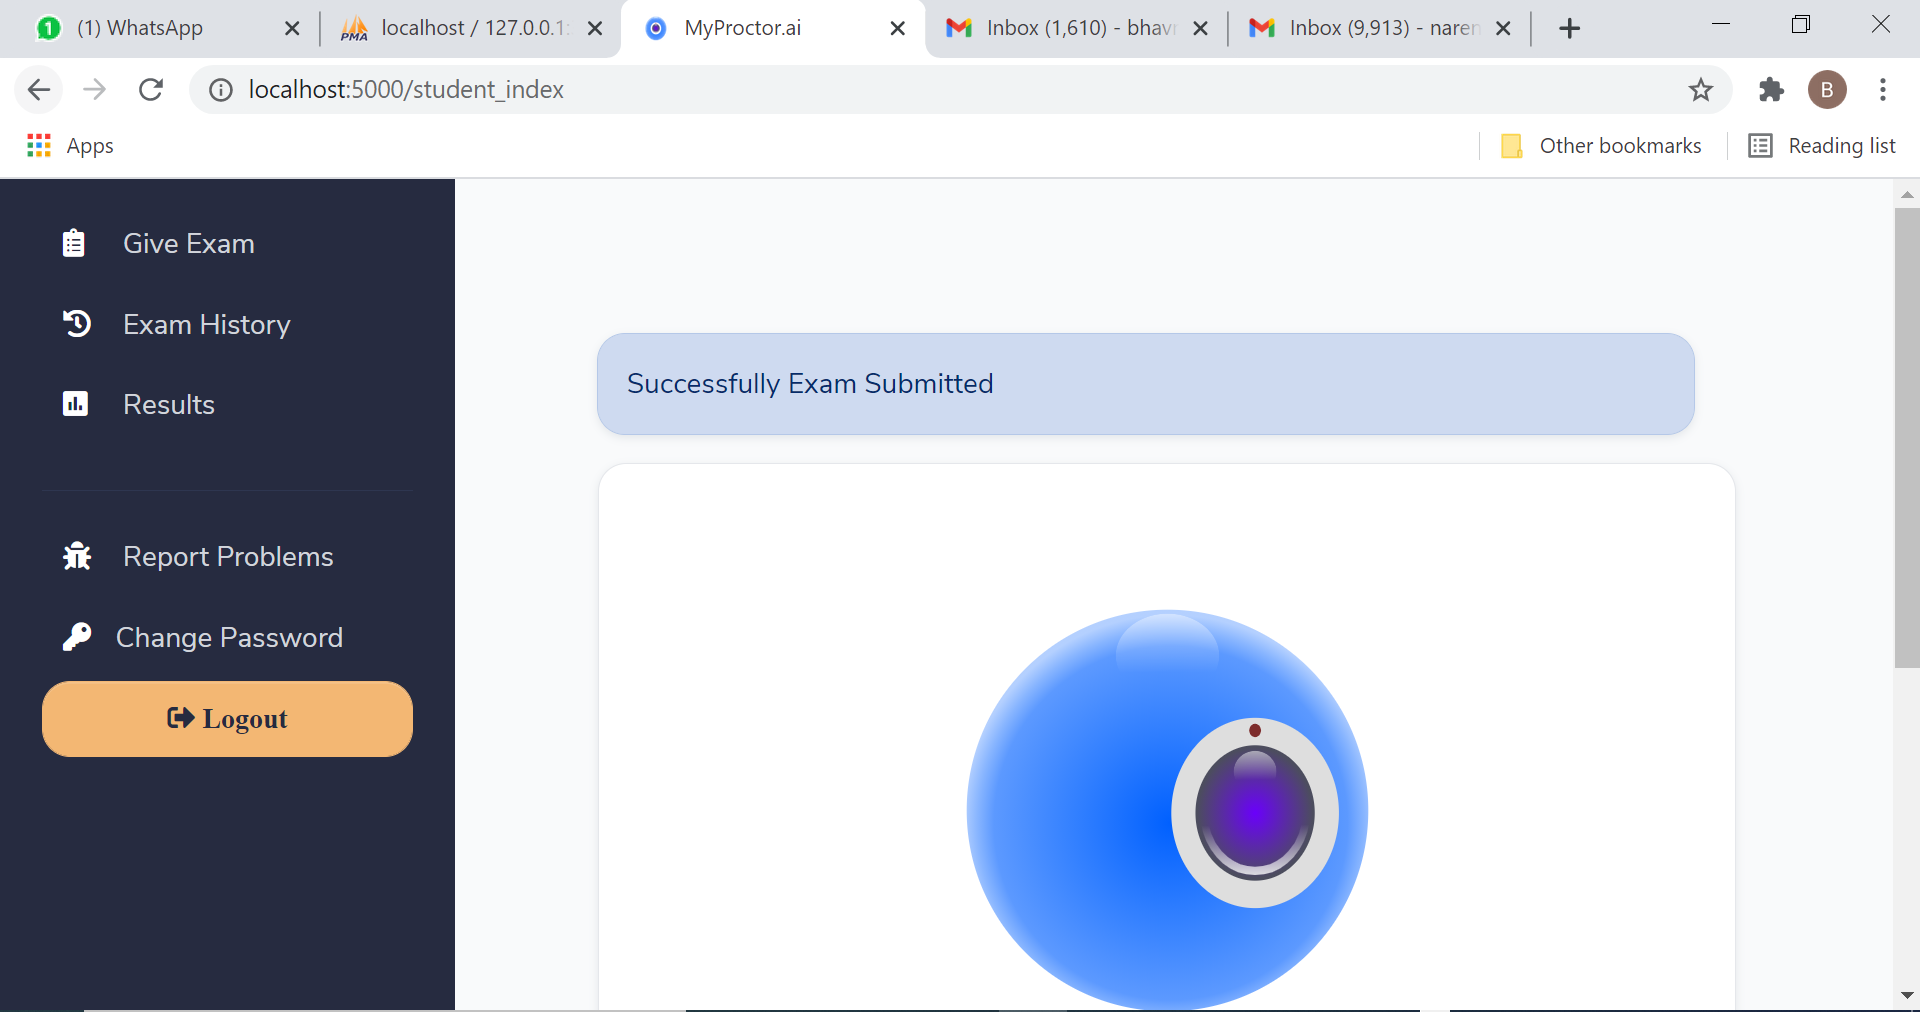 (1) WhatsApp
localhost / 127.0.0.1:
MyProctor.ai
Inbox (1,610) - bhavn
Inbox (9,913) - naren
localhost:5000/student_index
B
Apps
Other bookmarks
Reading list
Give Exam
Exam History
Results
Report Problems
Change Password
Logout
Successfully Exam Submitted